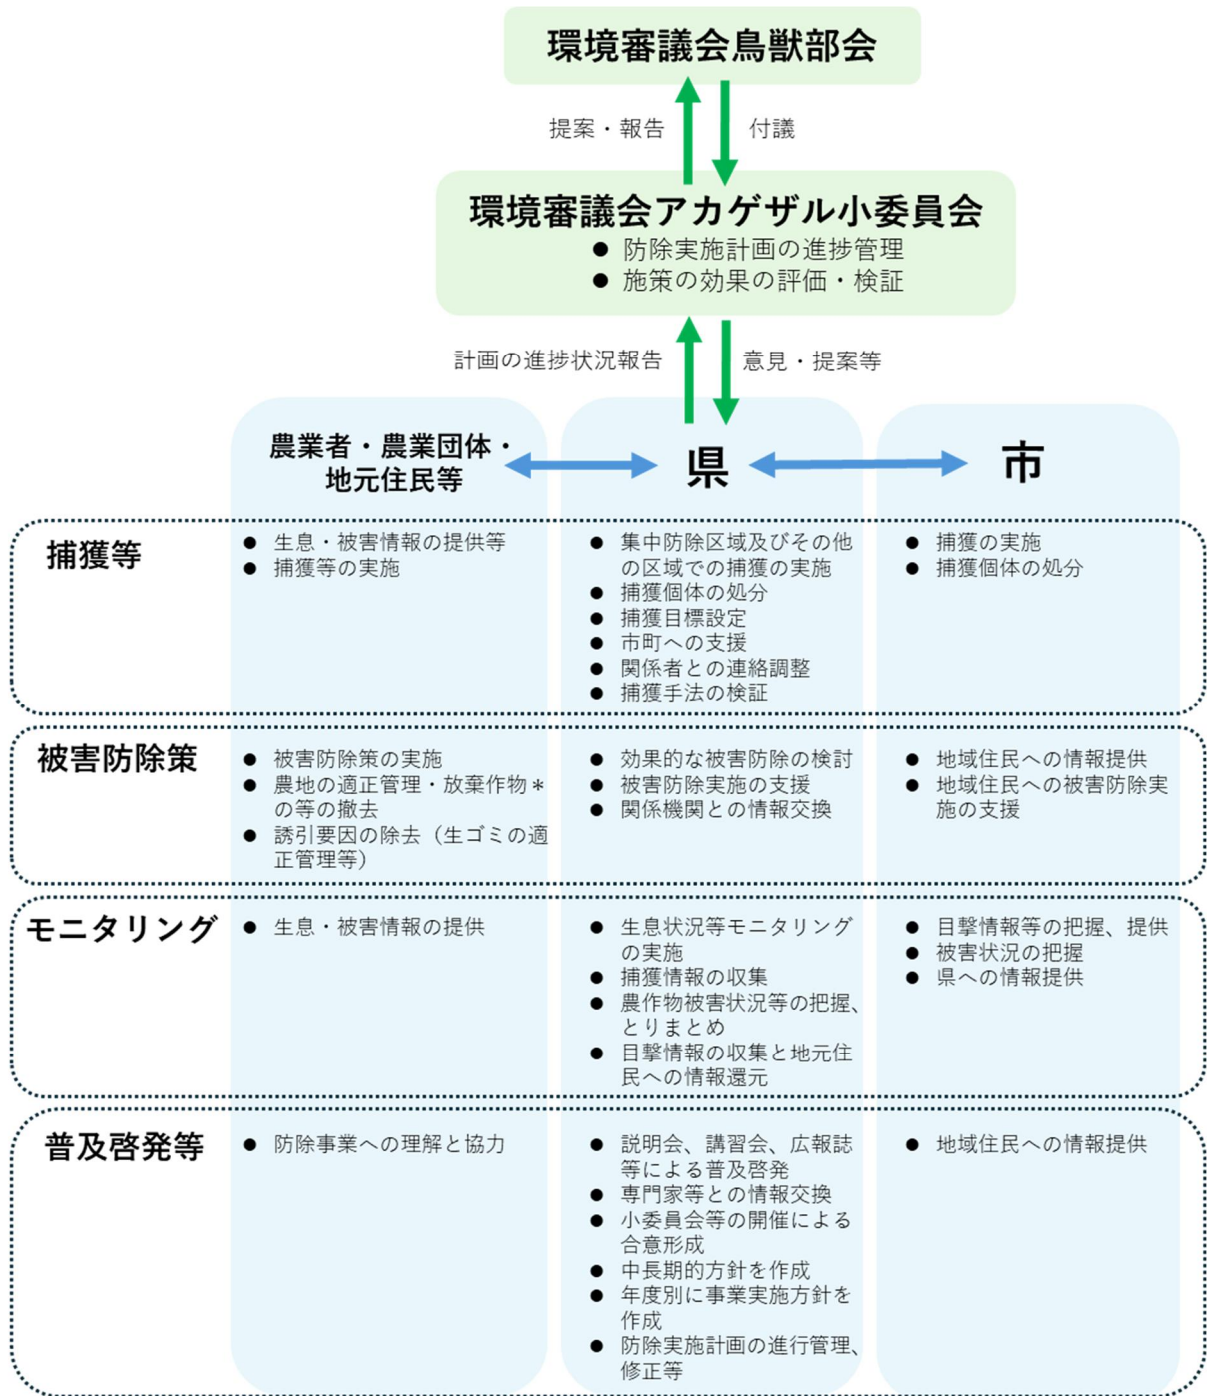 環境審議会鳥獣部会
提案・報告
付議
環境審議会アカゲザル小委員会
● 防除実施計画の進捗管理
● 施策の効果の評価・検証
計画の進捗状況報告
意見・提案等
農業者・農業団体・
地元住民等
県
市
捕獲等
● 生息・被害情報の提供等
● 捕獲等の実施
● 集中防除区域及びその他
の区域での捕獲の実施
● 捕獲個体の処分
● 捕獲目標設定
● 市町への支援
● 関係者との連絡調整
● 捕獲手法の検証
● 捕獲の実施
● 捕獲個体の処分
被害防除策
● 被害防除策の実施
● 農地の適正管理・放棄作物＊
の等の撤去
● 誘引要因の除去（生ゴミの適
正管理等）
● 効果的な被害防除の検討
● 被害防除実施の支援
● 関係機関との情報交換
● 地域住民への情報提供
● 地域住民への被害防除実
施の支援
モニタリング
● 生息・被害情報の提供
● 生息状況等モニタリング
の実施
● 捕獲情報の収集
● 農作物被害状況等の把握、
とりまとめ
● 目撃情報の収集と地元住
民への情報還元
● 目撃情報等の把握、提供
● 被害状況の把握
● 県への情報提供
普及啓発等
● 防除事業への理解と協力
● 説明会、講習会、広報誌
等による普及啓発
● 専門家等との情報交換
● 小委員会等の開催による
合意形成
● 中長期的方針を作成
● 年度別に事業実施方針を
作成
● 防除実施計画の進行管理、
修正等
● 地域住民への情報提供